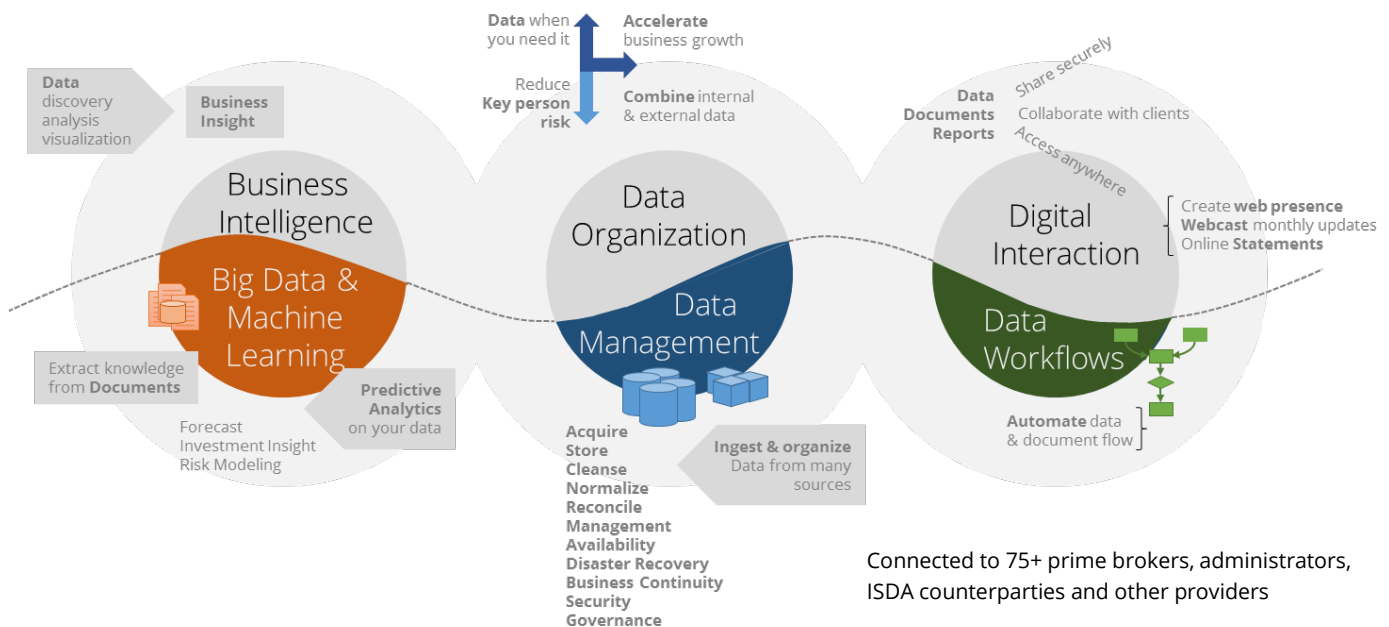 Data
discovery
analysis
visualization
Business
Insight
Business
Intelligence
Big Data &
Machine
Learning
Extract knowledge
from Documents
Predictive
Analytics
on your data
Forecast
Investment Insight
Risk Modeling
Data when
you need it
Accelerate
business growth
Reduce
Key person
risk
Combine internal
& external data
Data
Organization
Data
Management
Acquire
Store
Cleanse
Normalize
Reconcile
Management
Availability
Disaster Recovery
Business Continuity
Security
Governance
Ingest & organize
Data from many
sources
Data
Documents
Reports
Share securely
Collaborate with clients
Access anywhere
Digital
Interaction
Create web presence
Webcast monthly updates
Online Statements
Data
Workflows
Automate data
& document flow
Connected to 75+ prime brokers, administrators,
ISDA counterparties and other providers